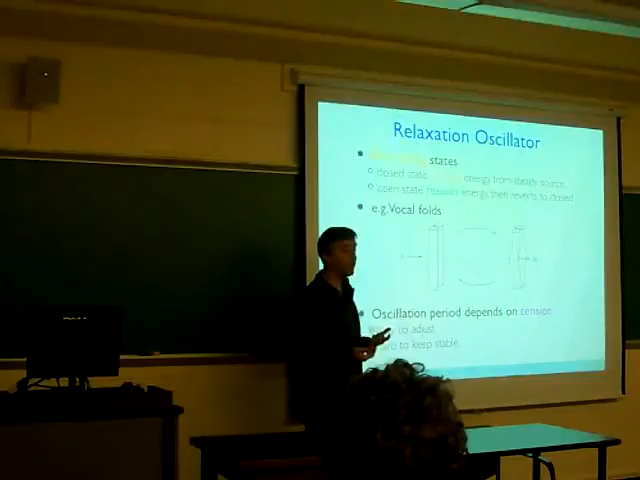 Relaxation Oscillator
states
closed state, energy from steady source.
open state releases energy, then reverts to closed
e.g. Vocal folds
Oscillation period depends on tension
to adjust
to keep stable.